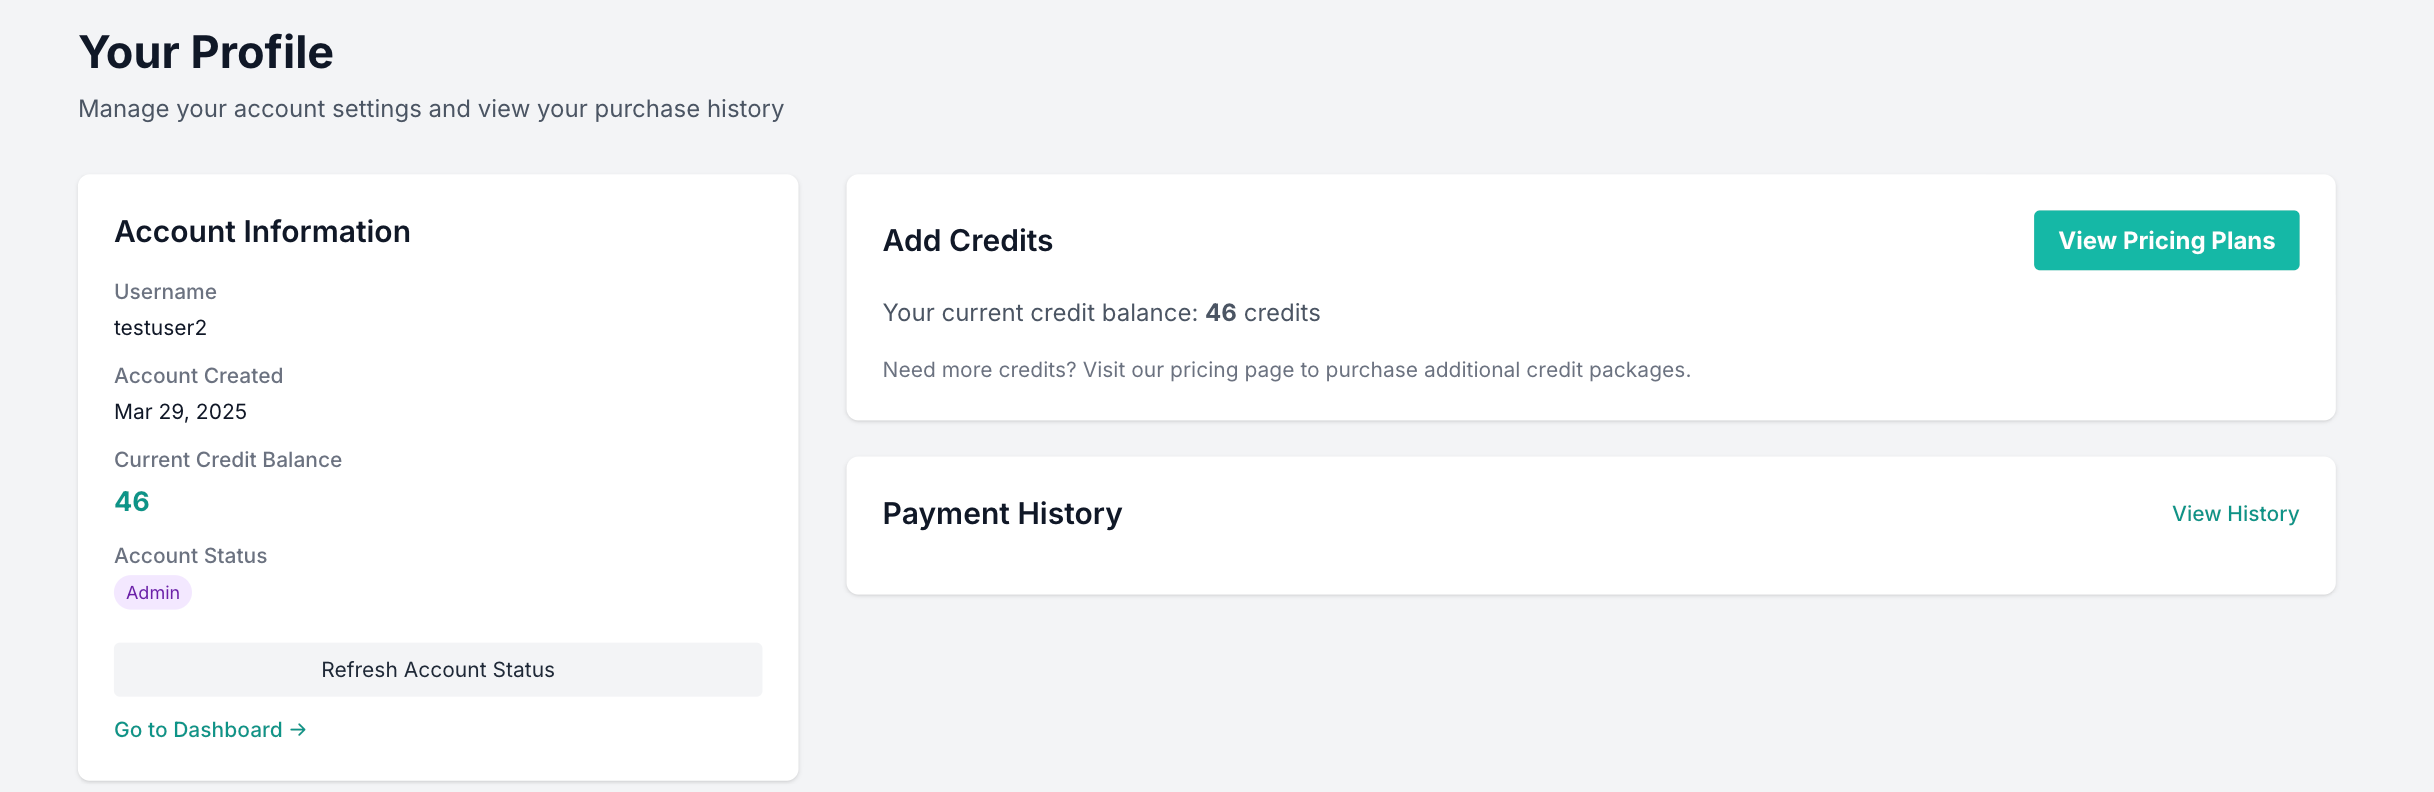 Your Profile
Manage your account settings and view your purchase history
Account Information
Username
testuser2
Account Created
Mar 29, 2025
Current Credit Balance
46
Account Status
Admin
Refresh Account Status
Go to Dashboard →
Add Credits
View Pricing Plans
Your current credit balance: 46 credits
Need more credits? Visit our pricing page to purchase additional credit packages.
Payment History
View History